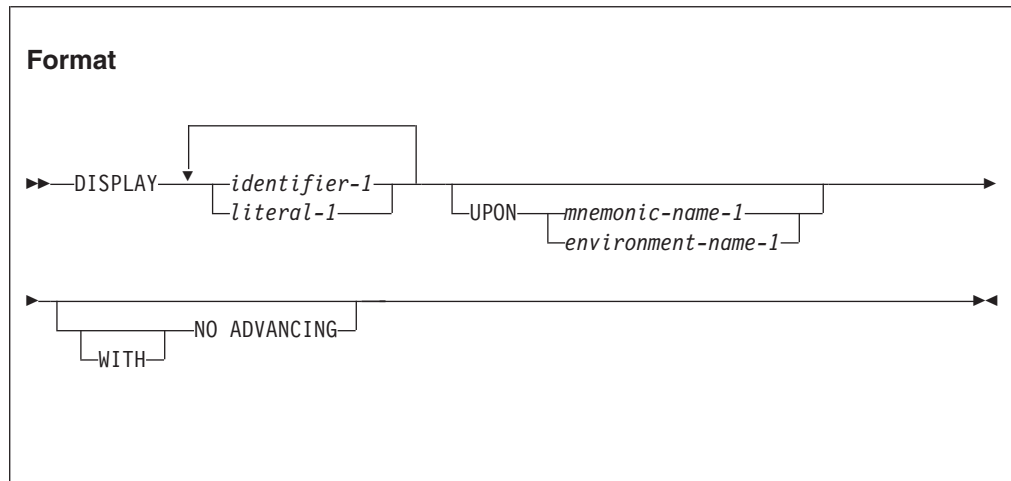 Format
DISPLAY identifier-1
literal-1
UPON mnemonic-name-1
environment-name-1
NO ADVANCING
WITH